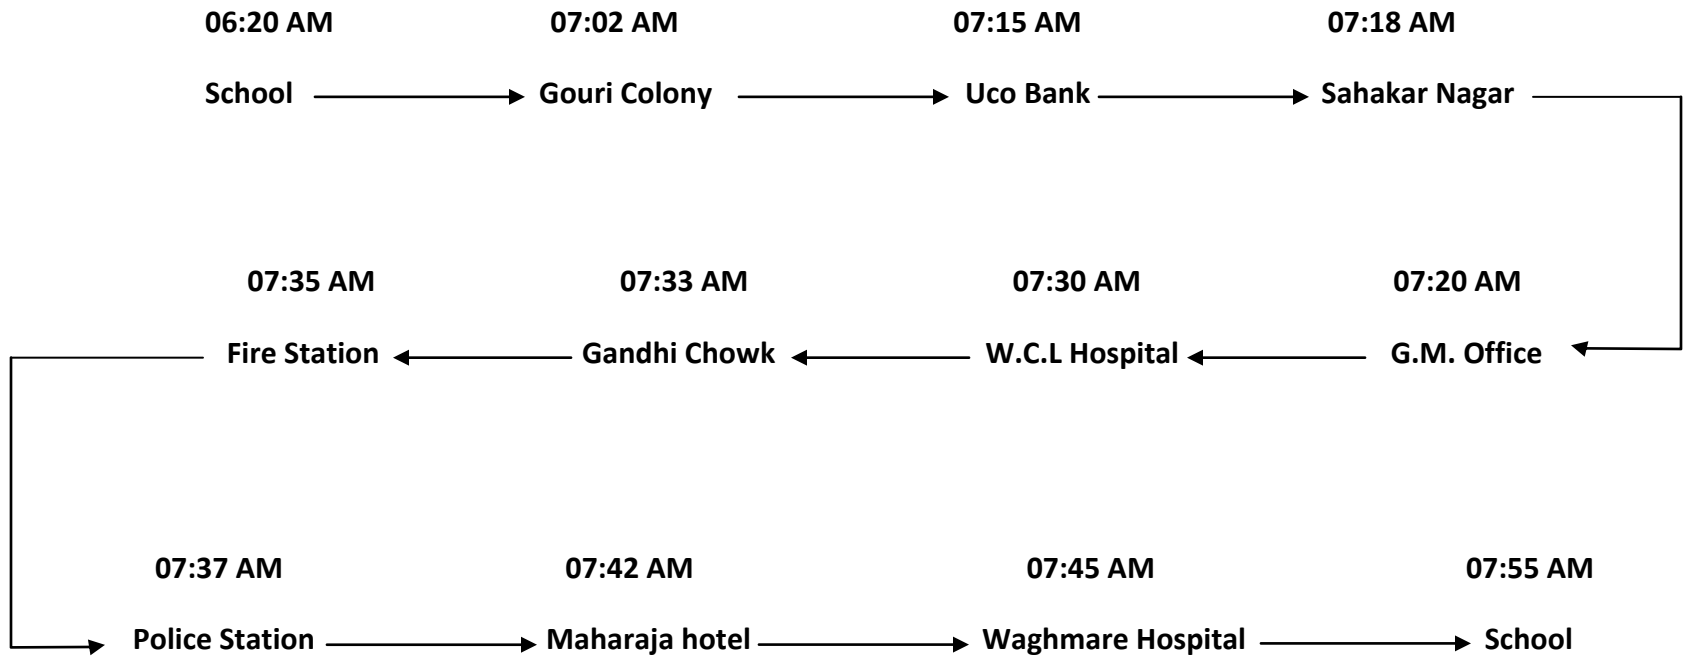 06:20 AM 07:02 AM 07:15 AM 07:18 AM
School Gouri Colony Uco Bank Sahakar Nagar
07:35 AM 07:33 AM 07:30 AM 07:20 AM
Fire Station Gandhi Chowk W.C.L Hospital G.M. Office
07:37 AM 07:42 AM 07:45 AM 07:55 AM
Police Station Maharaja hotel Waghmare Hospital School